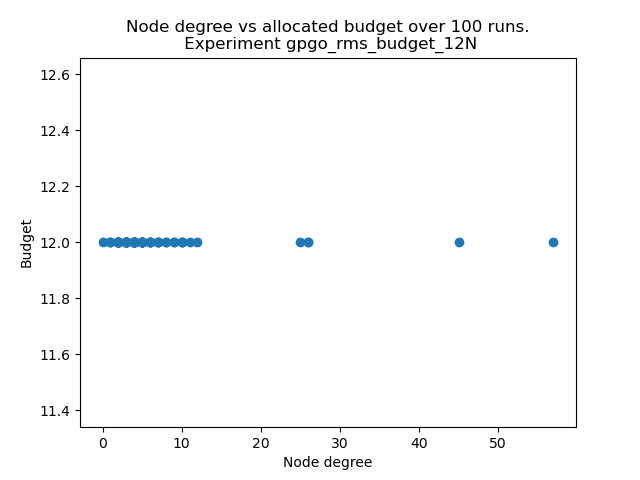 Node degree vs allocated budget over 100 runs.
Experiment gpgo_rms_budget_12N
12.6
12.4
12.2
12.0
11.8
11.6
11.4
Budget
0 10 20 30 40 50
Node degree